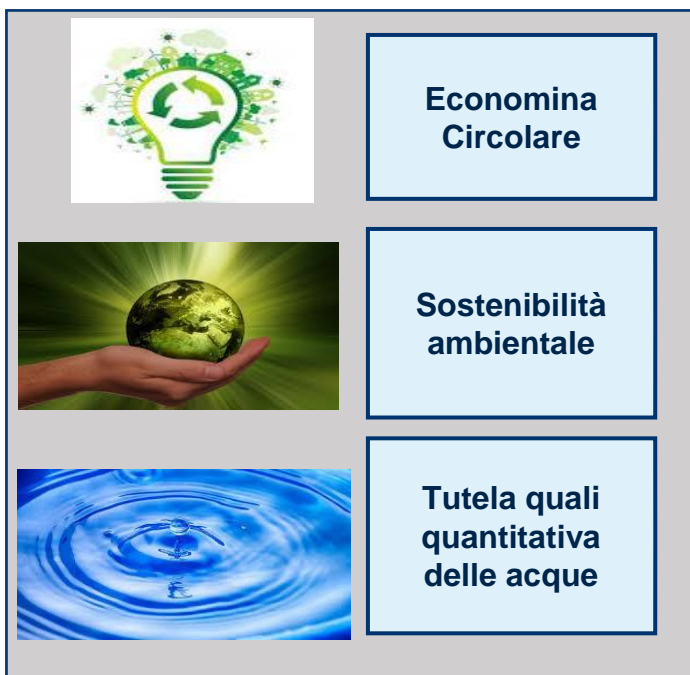 Economina
Circolare
Sostenibilità
ambientale
Tutela quali
quantitativa
delle acque